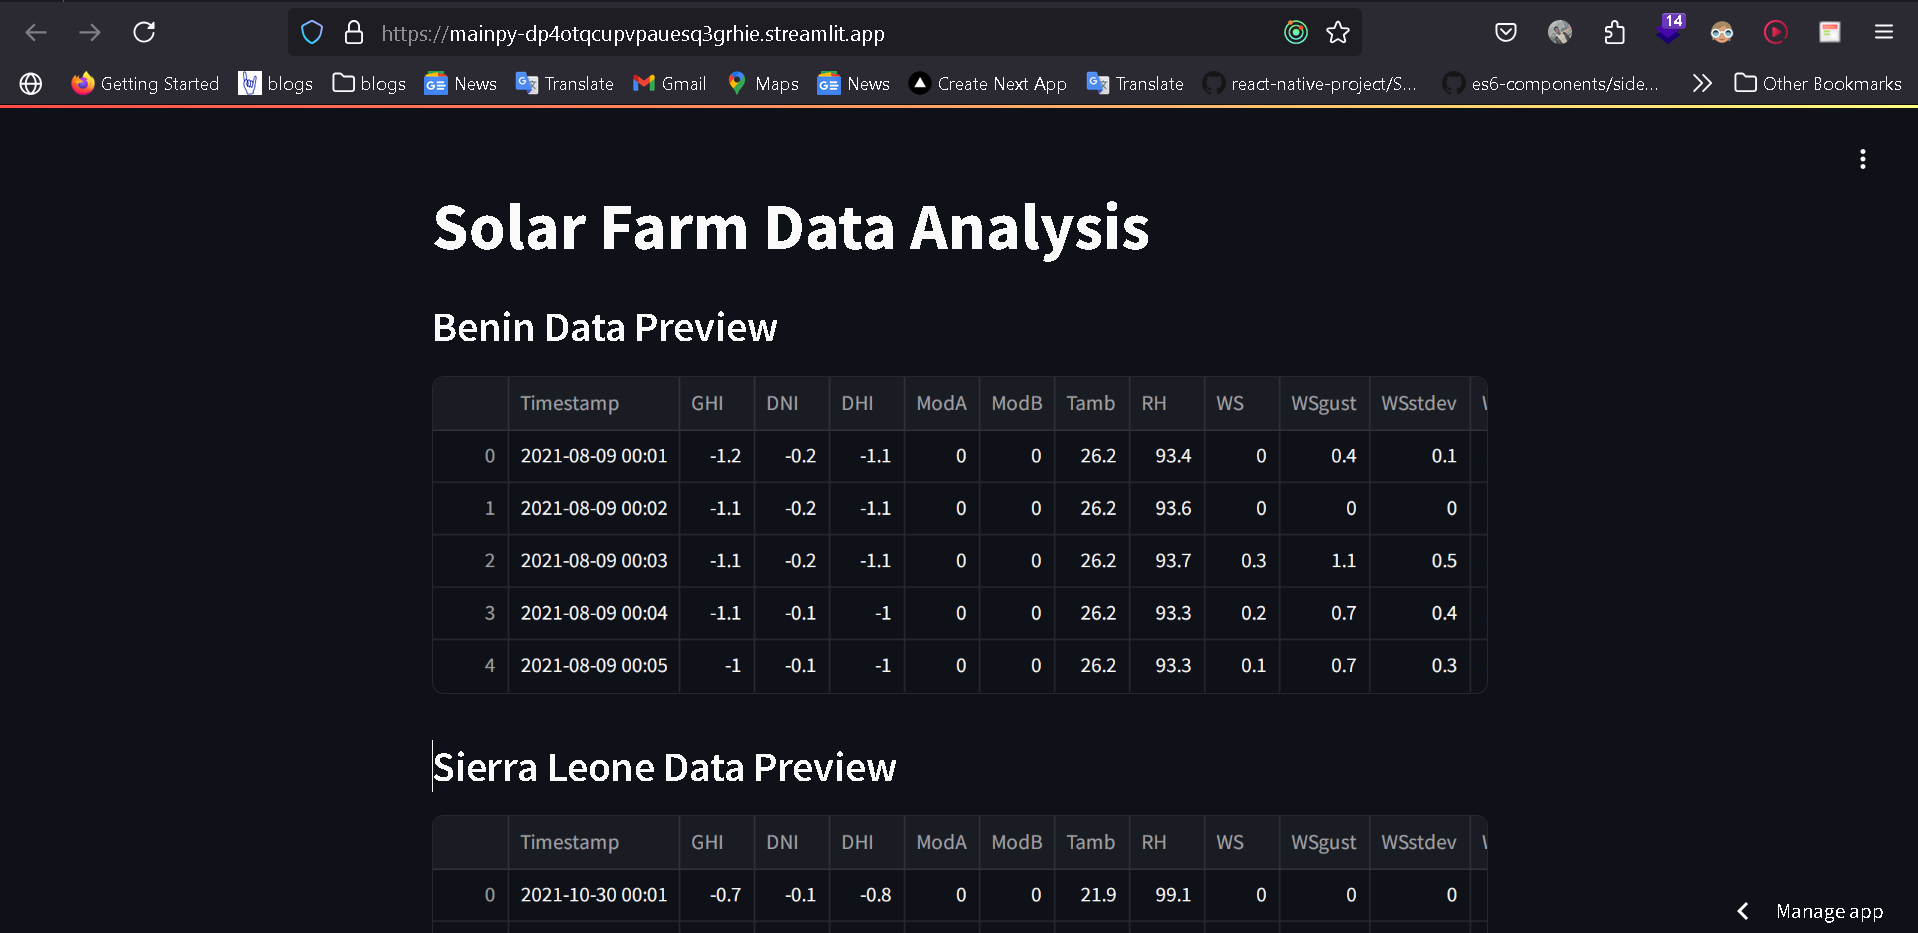 https://mainpy-dp4otqcupvpauesq3grhie.streamlit.app
14
Getting Started blogs blogs News Translate Gmail Maps News Create Next App Translate react-native-project/S... es6-components/side... Other Bookmarks
Solar Farm Data Analysis
Benin Data Preview
Timestamp GHI DNI DHI ModA ModB Tamb RH WS WSgust WSstdev
0 2021-08-09 00:01 -1.2 -0.2 -1.1 0 0 26.2 93.4 0 0.4 0.1
1 2021-08-09 00:02 -1.1 -0.2 -1.1 0 0 26.2 93.6 0 0 0
2 2021-08-09 00:03 -1.1 -0.2 -1.1 0 0 26.2 93.7 0.3 1.1 0.5
3 2021-08-09 00:04 -1.1 -0.1 -1 0 0 26.2 93.3 0.2 0.7 0.4
4 2021-08-09 00:05 -1 -0.1 -1 0 0 26.2 93.3 0.1 0.7 0.3
Sierra Leone Data Preview
Timestamp GHI DNI DHI ModA ModB Tamb RH WS WSgust WSstdev
0 2021-10-30 00:01 -0.7 -0.1 -0.8 0 0 21.9 99.1 0 0 0
Manage app